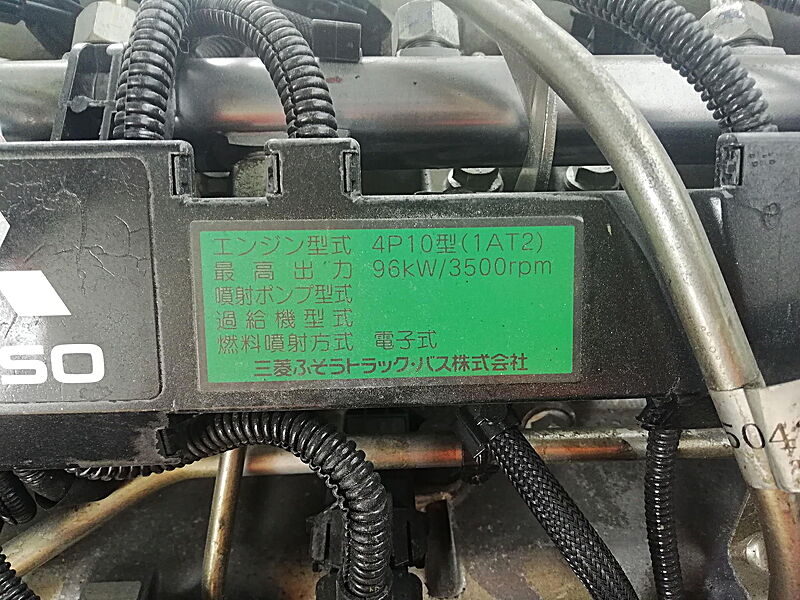 エンジン型式 4P10型(1AT2)
最高出力 96kW/3500rpm
噴射ポンプ型式
過給機型式
燃料噴射方式 電子式
三菱ふそうトラック・バス株式会社
SO
504